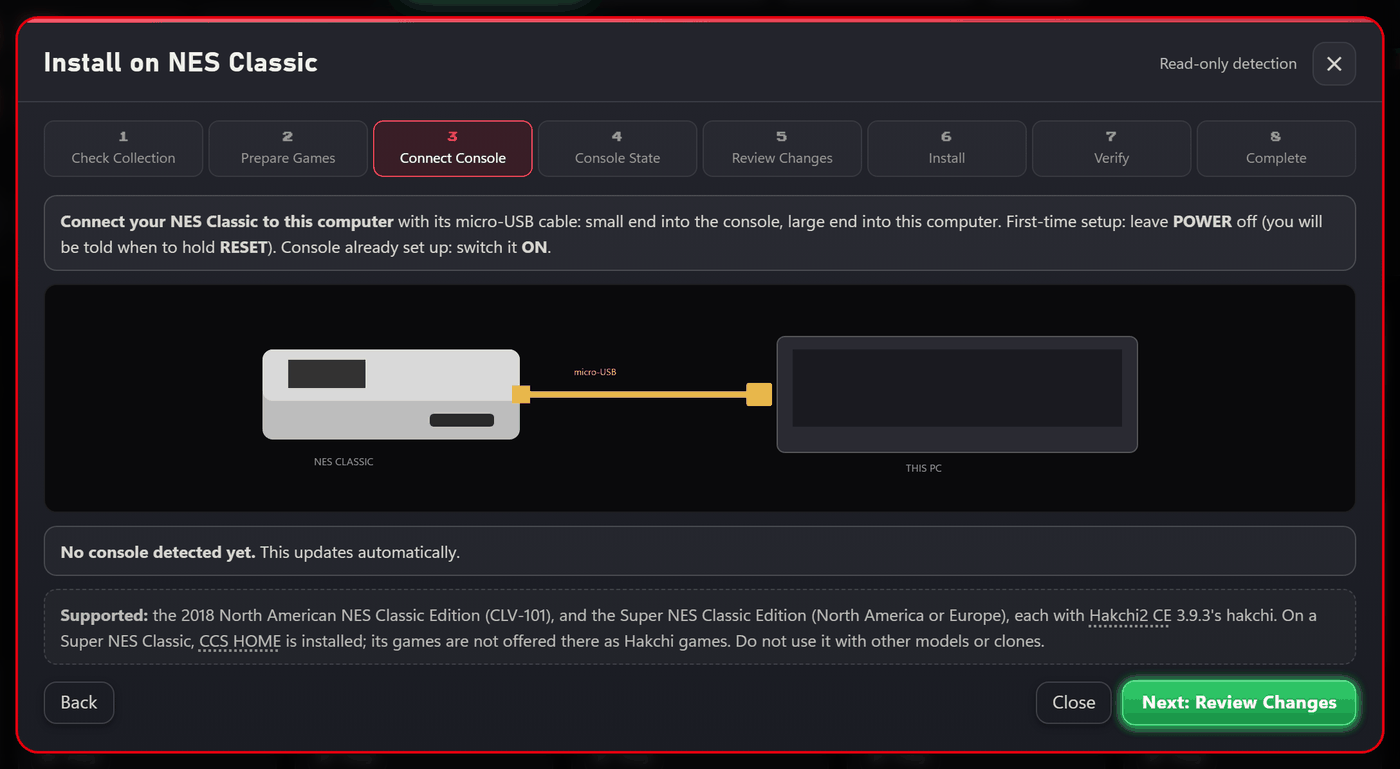 Install on NES Classic
Read-only detection
1
Check Collection
2
Prepare Games
3
Connect Console
4
Console State
5
Review Changes
6
Install
7
Verify
8
Complete
Connect your NES Classic to this computer with its micro-USB cable: small end into the console, large end into this computer. First-time setup: leave POWER off (you will
be told when to hold RESET). Console already set up: switch it ON.
micro-USB
NES CLASSIC
THIS PC
No console detected yet. This updates automatically.
Supported: the 2018 North American NES Classic Edition (CLV-101), and the Super NES Classic Edition (North America or Europe), each with Hakchi2 CE 3.9.3's hakchi. On a
Super NES Classic, CCS HOME is installed; its games are not offered there as Hakchi games. Do not use it with other models or clones.
Back
Close
Next: Review Changes